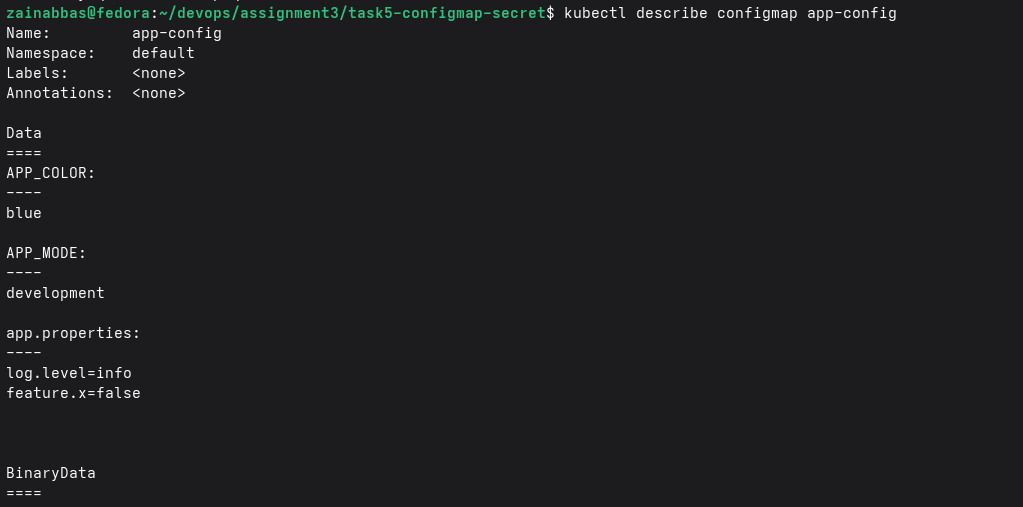 zainabbas@fedora:~/devops/assignment3/task5-configmap-secret$ kubectl describe configmap app-config
Name:         app-config
Namespace:    default
Labels:       <none>
Annotations:  <none>

Data
====
APP_COLOR:
----
blue

APP_MODE:
----
development

app.properties:
----
log.level=info
feature.x=false



BinaryData
====